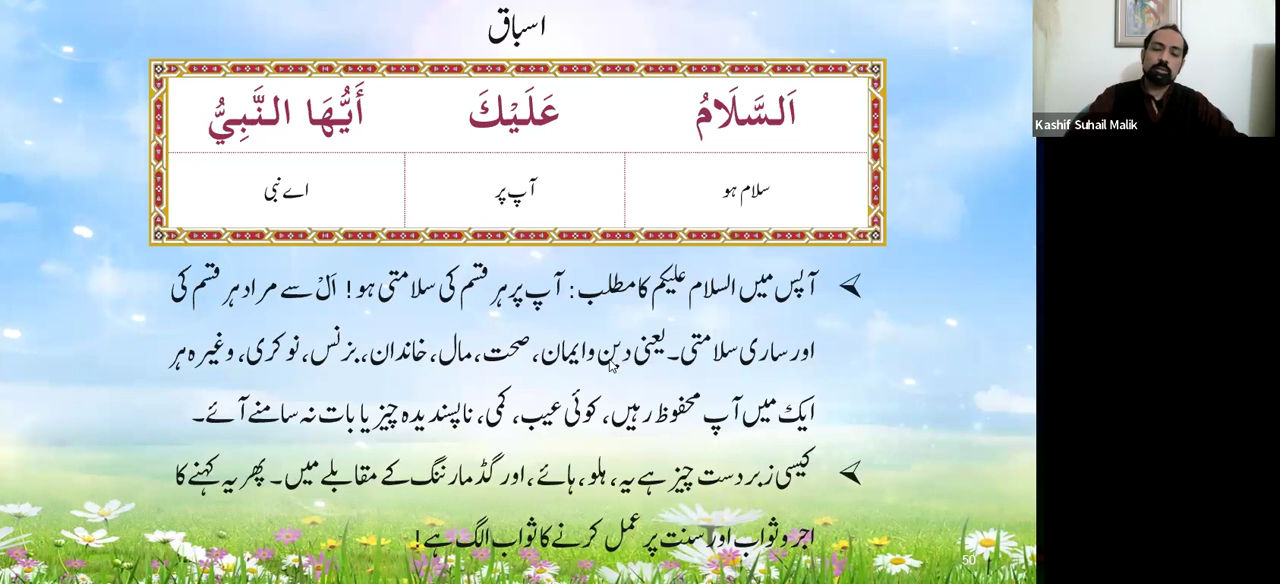 اسباق
اَلسَّلَامُ عَلَيْكَ أَيُّهَا النَّبِيُّ
سلام ہو آپ پر اے نبی
آپس میں السلام علیکم کا مطلب: آپ پر ہر قسم کی سلامتی ہو! اَلْ سے مراد ہر قسم کی
اور ساری سلامتی۔ یعنی دین وایمان، صحت، مال، خاندان، بزنس، نوکری، وغیرہ ہر
ایک میں آپ محفوظ رہیں، کوئی عیب، کمی، ناپسندیدہ چیز یا بات نہ سامنے آئے۔
کیسی زبردست چیز ہے یہ، ہلو، ہائے، اور گڈ مارننگ کے مقابلے میں۔ پھر یہ کہنے کا
اجر وثواب اور سنت پر عمل کرنے کا ثواب الگ ہے!
50
Kashif Suhail Malik